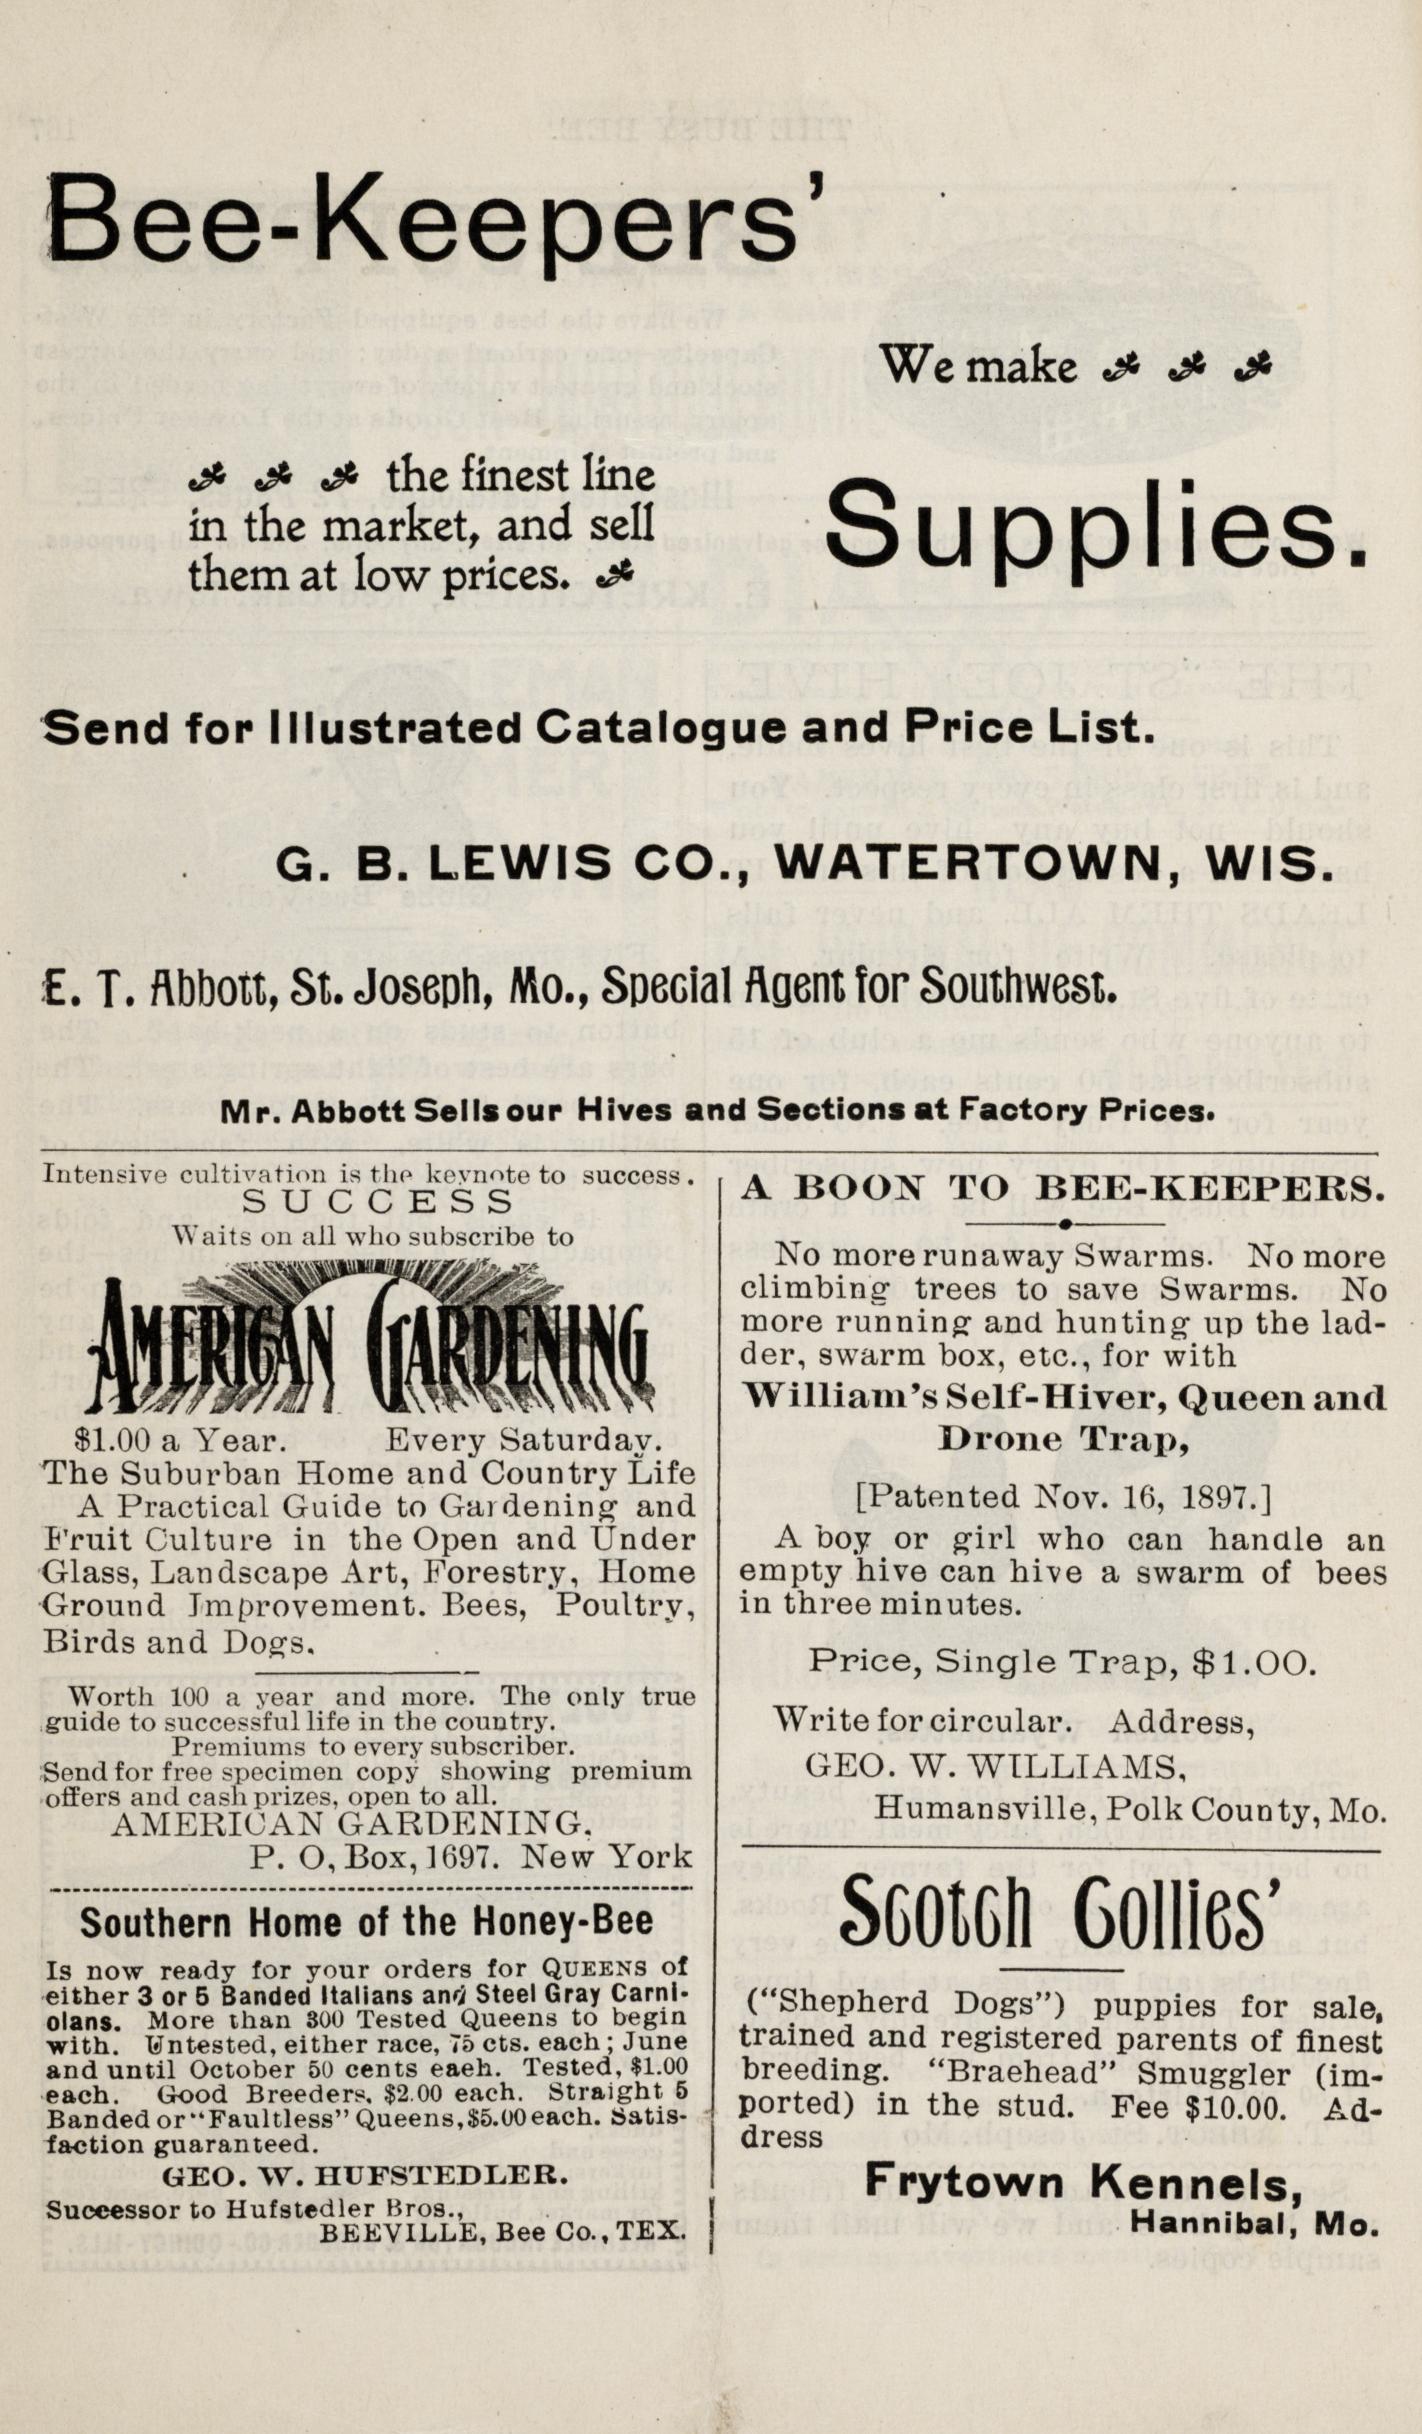 Bee-Keepers’
We make
the finest line
in the market, and sell
them at low prices.
Supplies.
Send for Illustrated Catalogue and Price List.
G. B. LEWIS CO., WATERTOWN, WIS.
E. T. Abbott, St. Joseph, Mo., Special Agent for Southwest.
Mr. Abbott Sells our Hives and Sections at Factory Prices.
Intensive cultivation is the keynote to success.
SUCCESS
Waits on all who subscribe to
AMERICAN GARDENING
$1.00 a Year. Every Saturday.
The Suburban Home and Country Life
A Practical Guide to Gardening and
Fruit Culture in the Open and Under
Glass, Landscape Art, Forestry, Home
Ground Improvement. Bees, Poultry,
Birds and Dogs.
Worth 100 a year and more. The only true
guide to successful life in the country.
Premiums to every subscriber.
Send for free specimen copy showing premium
offers and cash prizes, open to all.
AMERICAN GARDENING.
P. O, Box, 1697. New York
Southern Home of the Honey-Bee
Is now ready for your orders for QUEENS of
either 3 or 5 Banded Italians and Steel Gray Carni-
olans. More than 300 Tested Queens to begin
with. Untested, either race, 75 cts. each; June
and until October 50 cents eaeh. Tested, $1.00
each. Good Breeders, $2.00 each. Straight 5
Banded or “Faultless” Queens, $5.00 each. Satis-
faction guaranteed.
GEO. W. HUFSTEDLER.
Successor to Hufstedler Bros.,
BEEVILLE, Bee Co., TEX.
A BOON TO BEE-KEEPERS.
No more runaway Swarms. No more
climbing trees to save Swarms. No
more running and hunting up the lad-
der, swarm box, etc., for with
William’s Self-Hiver, Queen and
Drone Trap,
[Patented Nov. 16, 1897.]
A boy or girl who can handle an
empty hive can hive a swarm of bees
in three minutes.
Price, Single Trap, $1.00.
Write for circular. Address,
GEO. W. WILLIAMS,
Humansville, Polk County, Mo.
Scotch Collies’
(“Shepherd Dogs”) puppies for sale,
trained and registered parents of finest
breeding. “Braehead” Smuggler (im-
ported) in the stud. Fee $10.00. Ad-
dress
Frytown Kennels,
Hannibal, Mo.